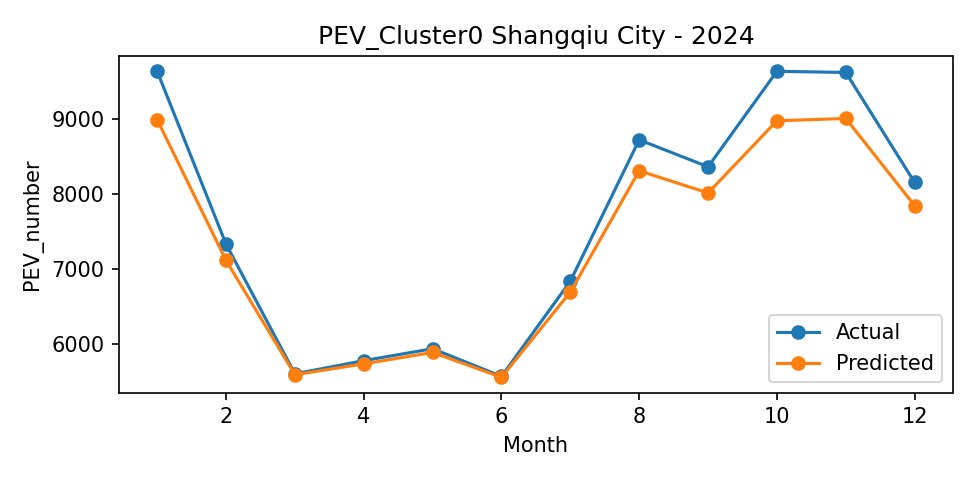 PEV_Cluster0 Shangqiu City - 2024
PEV_number
9000
8000
7000
6000
2
4
6
8
10
12
Month
Actual
Predicted